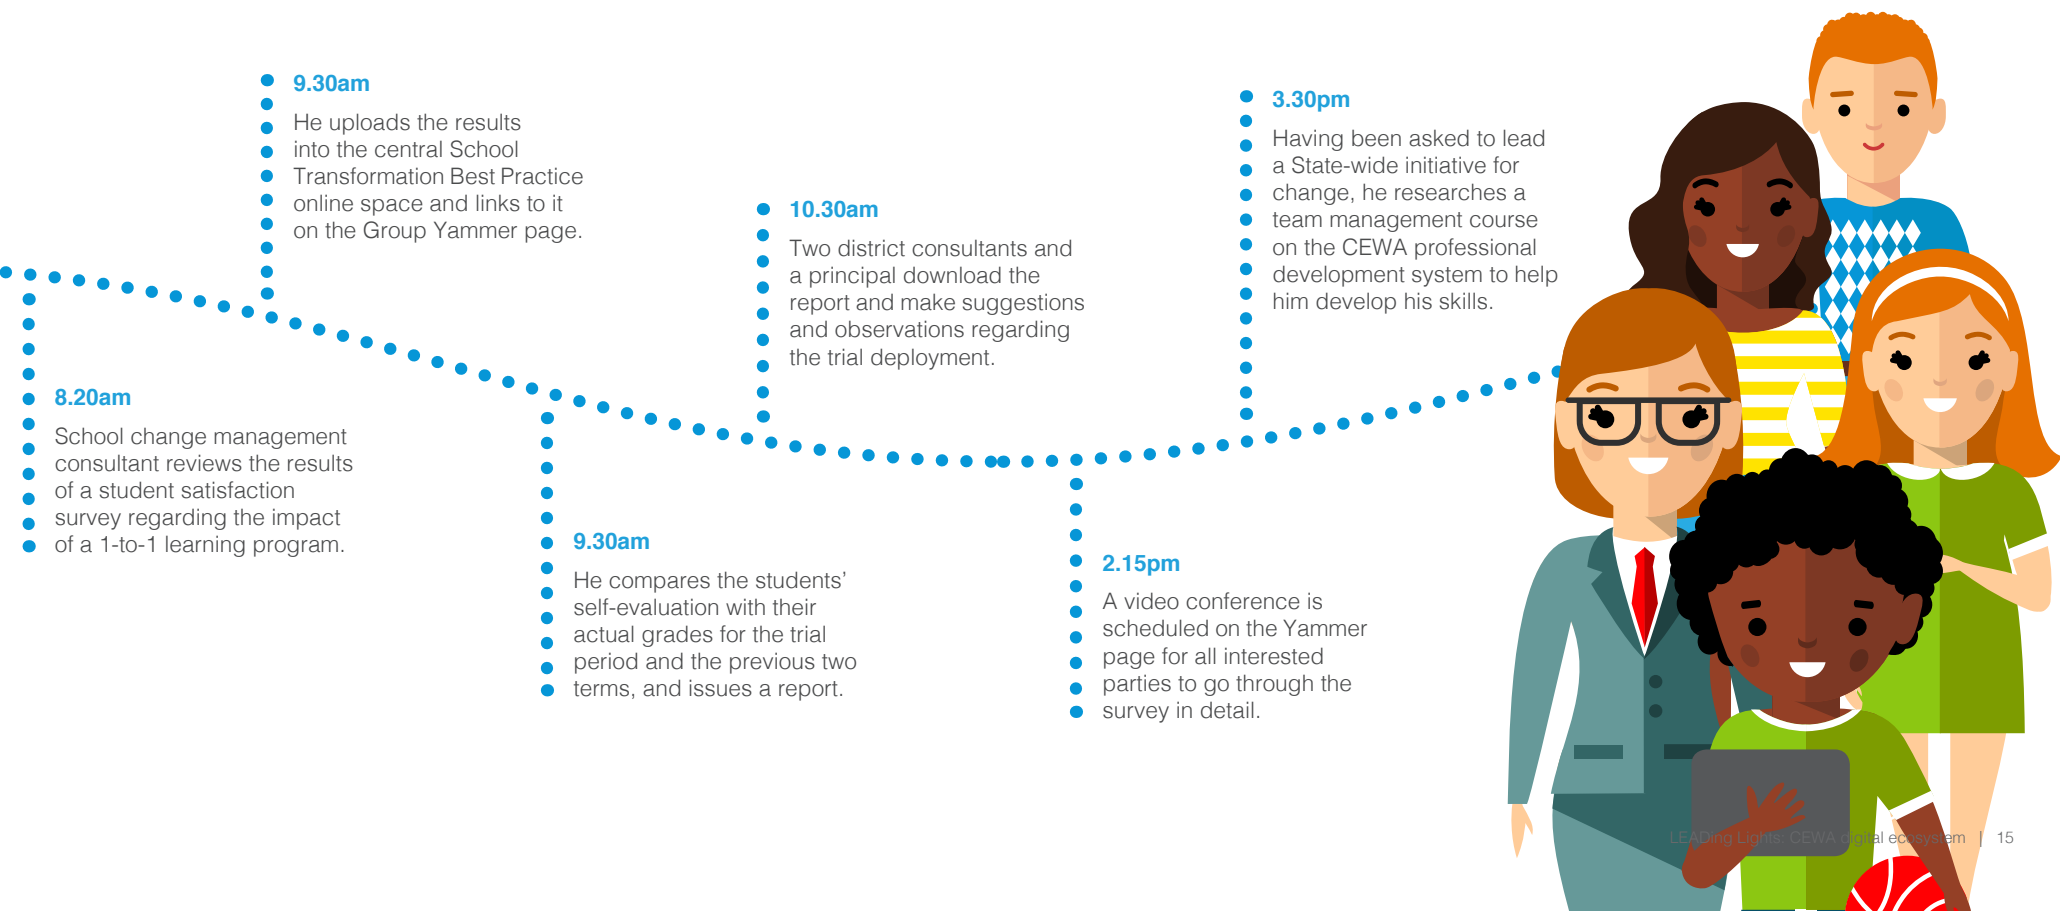 8.20am
School change management
consultant reviews the results
of a student satisfaction
survey regarding the impact
of a 1-to-1 learning program.
9.30am
He uploads the results
into the central School
Transformation Best Practice
online space and links to it
on the Group Yammer page.
9.30am
He compares the students’
self-evaluation with their
actual grades for the trial
period and the previous two
terms, and issues a report.
10.30am
Two district consultants and
a principal download the
report and make suggestions
and observations regarding
the trial deployment.
2.15pm
A video conference is
scheduled on the Yammer
page for all interested
parties to go through the
survey in detail.
3.30pm
Having been asked to lead
a State-wide initiative for
change, he researches a
team management course
on the CEWA professional
development system to help
him develop his skills.
LEADing Lights: CEWA digital ecosystem | 15